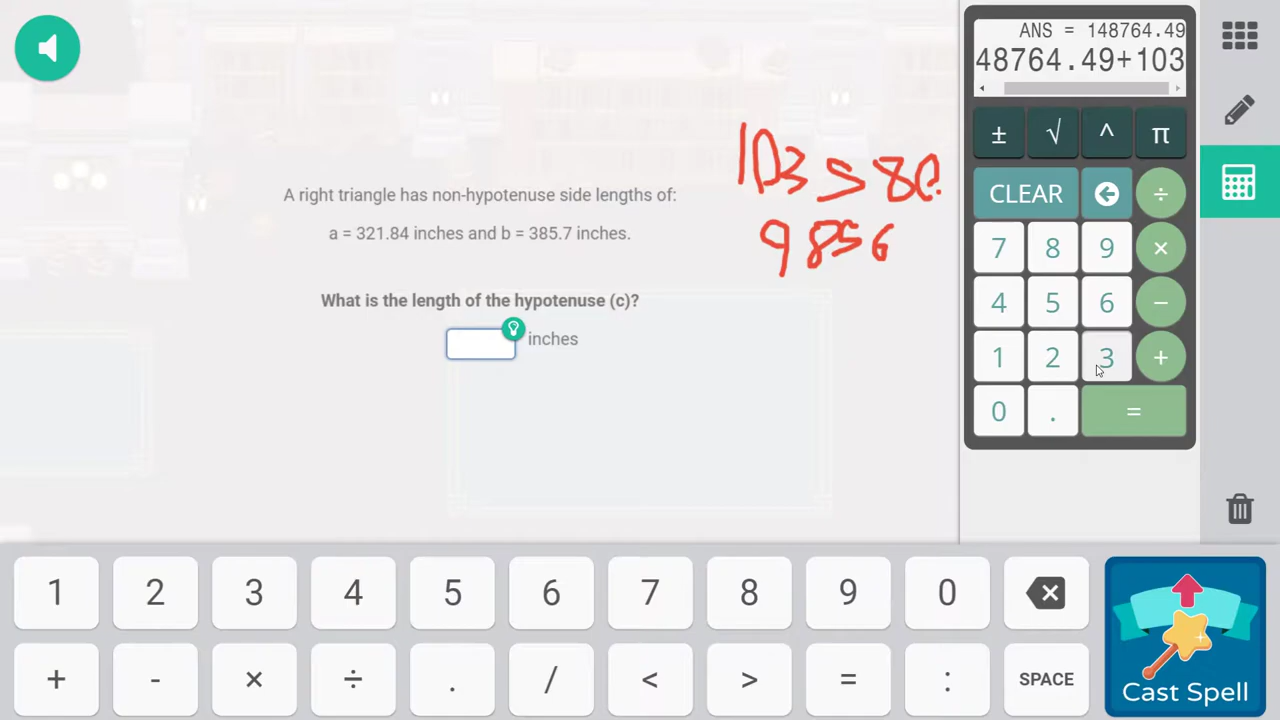 ANS = 148764.49
48764.49+103
± √ ^ π
CLEAR ÷
7 8 9 ×
4 5 6 −
1 2 3 +
0 . =
A right triangle has non-hypotenuse side lengths of:
a = 321.84 inches and b = 385.7 inches.
What is the length of the hypotenuse (c)?
inches
103580.
9856
1 2 3 4 5 6 7 8 9 0
+ - × ÷ . / < > = : SPACE
Cast Spell